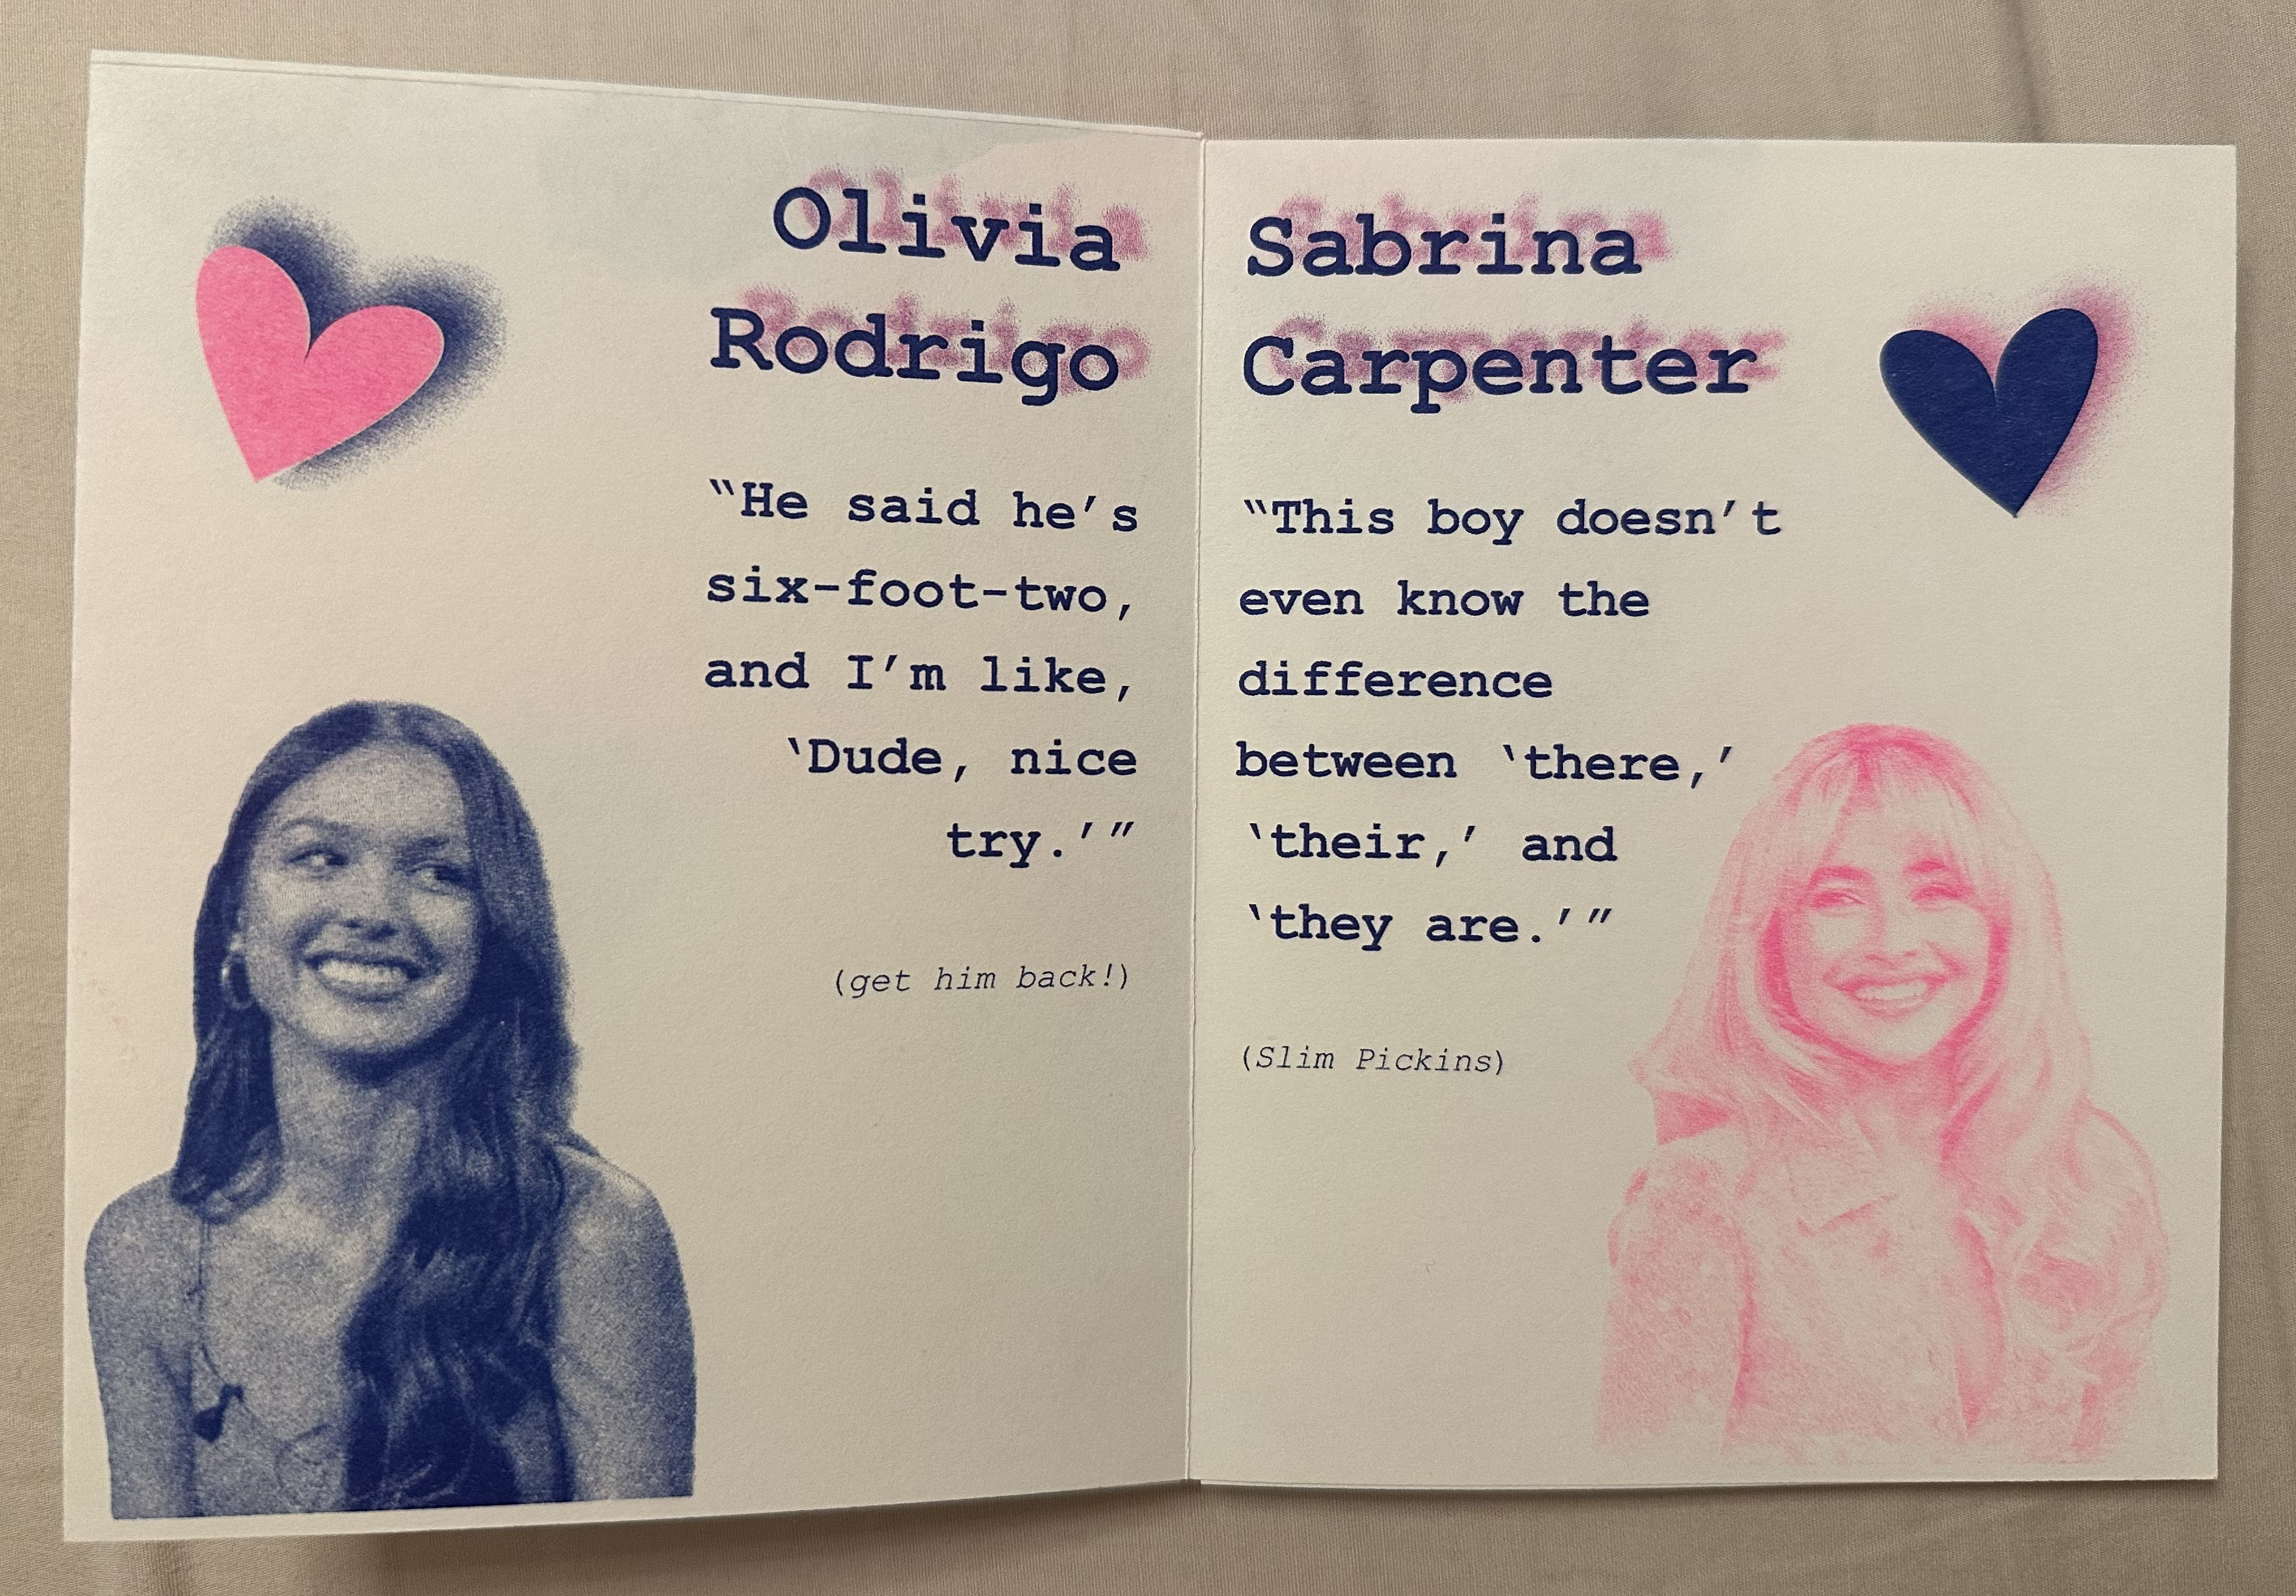 Olivia
Rodrigo
“He said he’s
six-foot-two,
and I’m like,
‘Dude, nice
try.’”
(get him back!)
Sabrina
Carpenter
“This boy doesn’t
even know the
difference
between ‘there,’
‘their,’ and
‘they are.’”
(Slim Pickins)